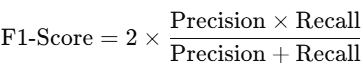 F1-Score = 2 × Precision × Recall / Precision + Recall